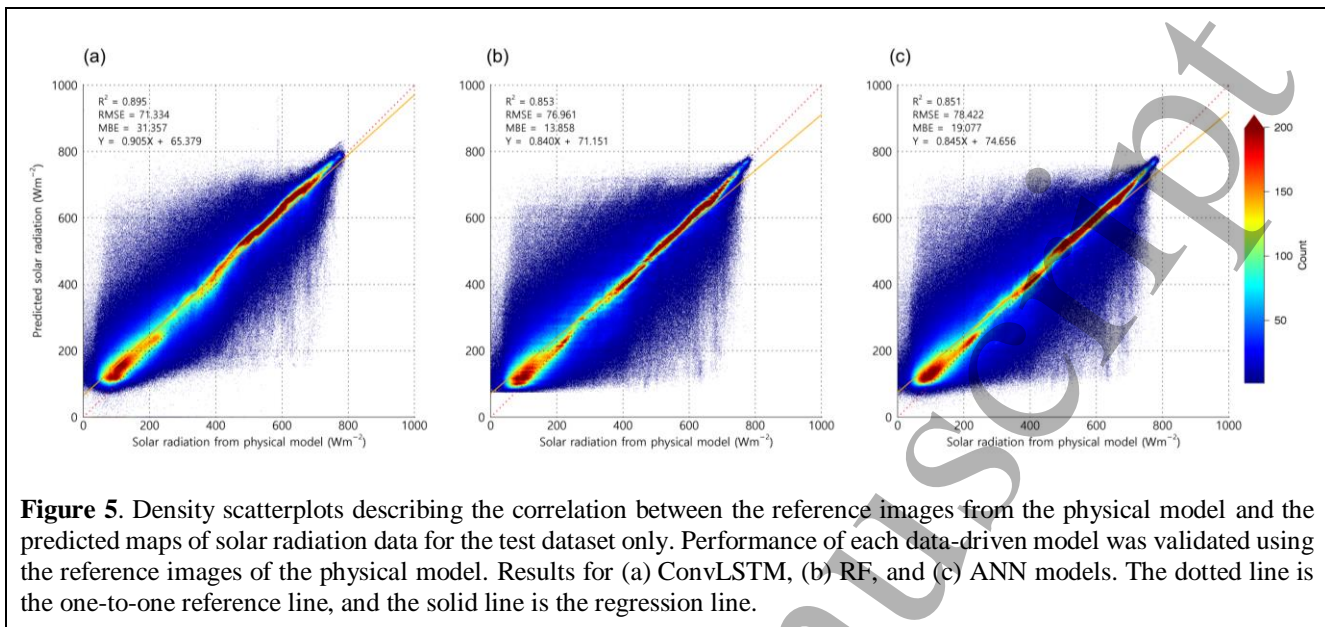 (a)
(b)
(c)
R² = 0.895
RMSE = 71.334
MBE = 31.357
Y = 0.905X + 65.379
R² = 0.853
RMSE = 76.961
MBE = 13.858
Y = 0.840X + 71.151
R² = 0.851
RMSE = 78.422
MBE = 19.077
Y = 0.845X + 74.656
Predicted solar radiation (Wm⁻²)
1000
800
600
400
200
0
0 200 400 600 800 1000
Solar radiation from physical model (Wm⁻²)
1000
800
600
400
200
0
0 200 400 600 800 1000
Solar radiation from physical model (Wm⁻²)
1000
800
600
400
200
0
0 200 400 600 800 1000
Solar radiation from physical model (Wm⁻²)
200
150
100
50
Count
Figure 5. Density scatterplots describing the correlation between the reference images from the physical model and the
predicted maps of solar radiation data for the test dataset only. Performance of each data-driven model was validated using
the reference images of the physical model. Results for (a) ConvLSTM, (b) RF, and (c) ANN models. The dotted line is
the one-to-one reference line, and the solid line is the regression line.
nuscript